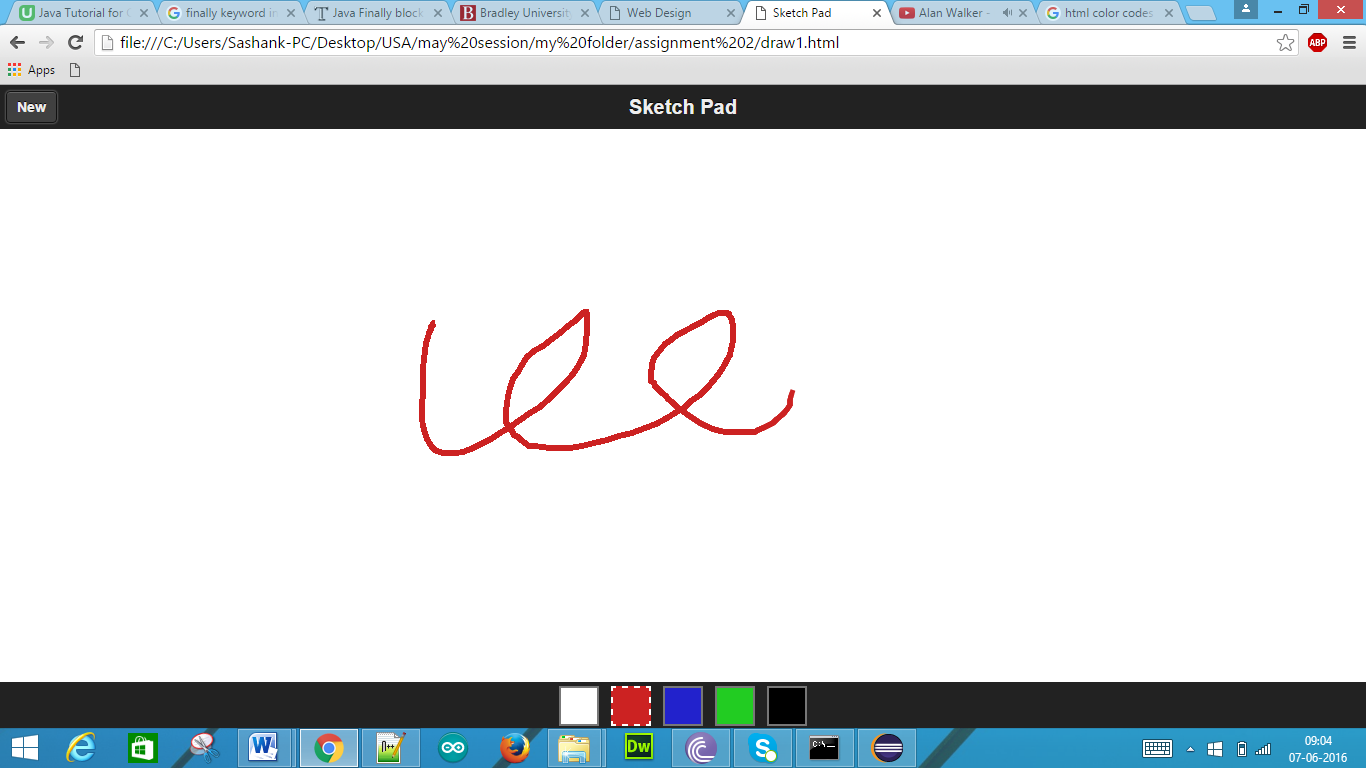 Java Tutorial for C
finally keyword in
Java Finally block
Bradley University
Web Design
Sketch Pad
Alan Walker -
html color codes
file:///C:/Users/Sashank-PC/Desktop/USA/may%20session/my%20folder/assignment%202/draw1.html
ABP
Apps
New
Sketch Pad
09:04
07-06-2016